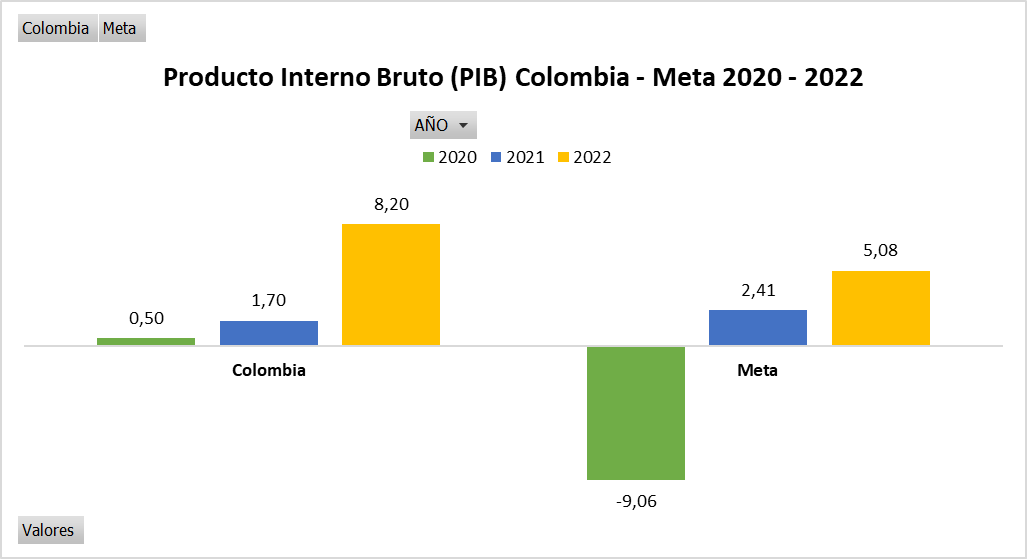 Colombia Meta
Producto Interno Bruto (PIB) Colombia - Meta 2020 - 2022
AÑO
2020 2021 2022
8,20
5,08
2,41
1,70
0,50
Colombia Meta
-9,06
Valores